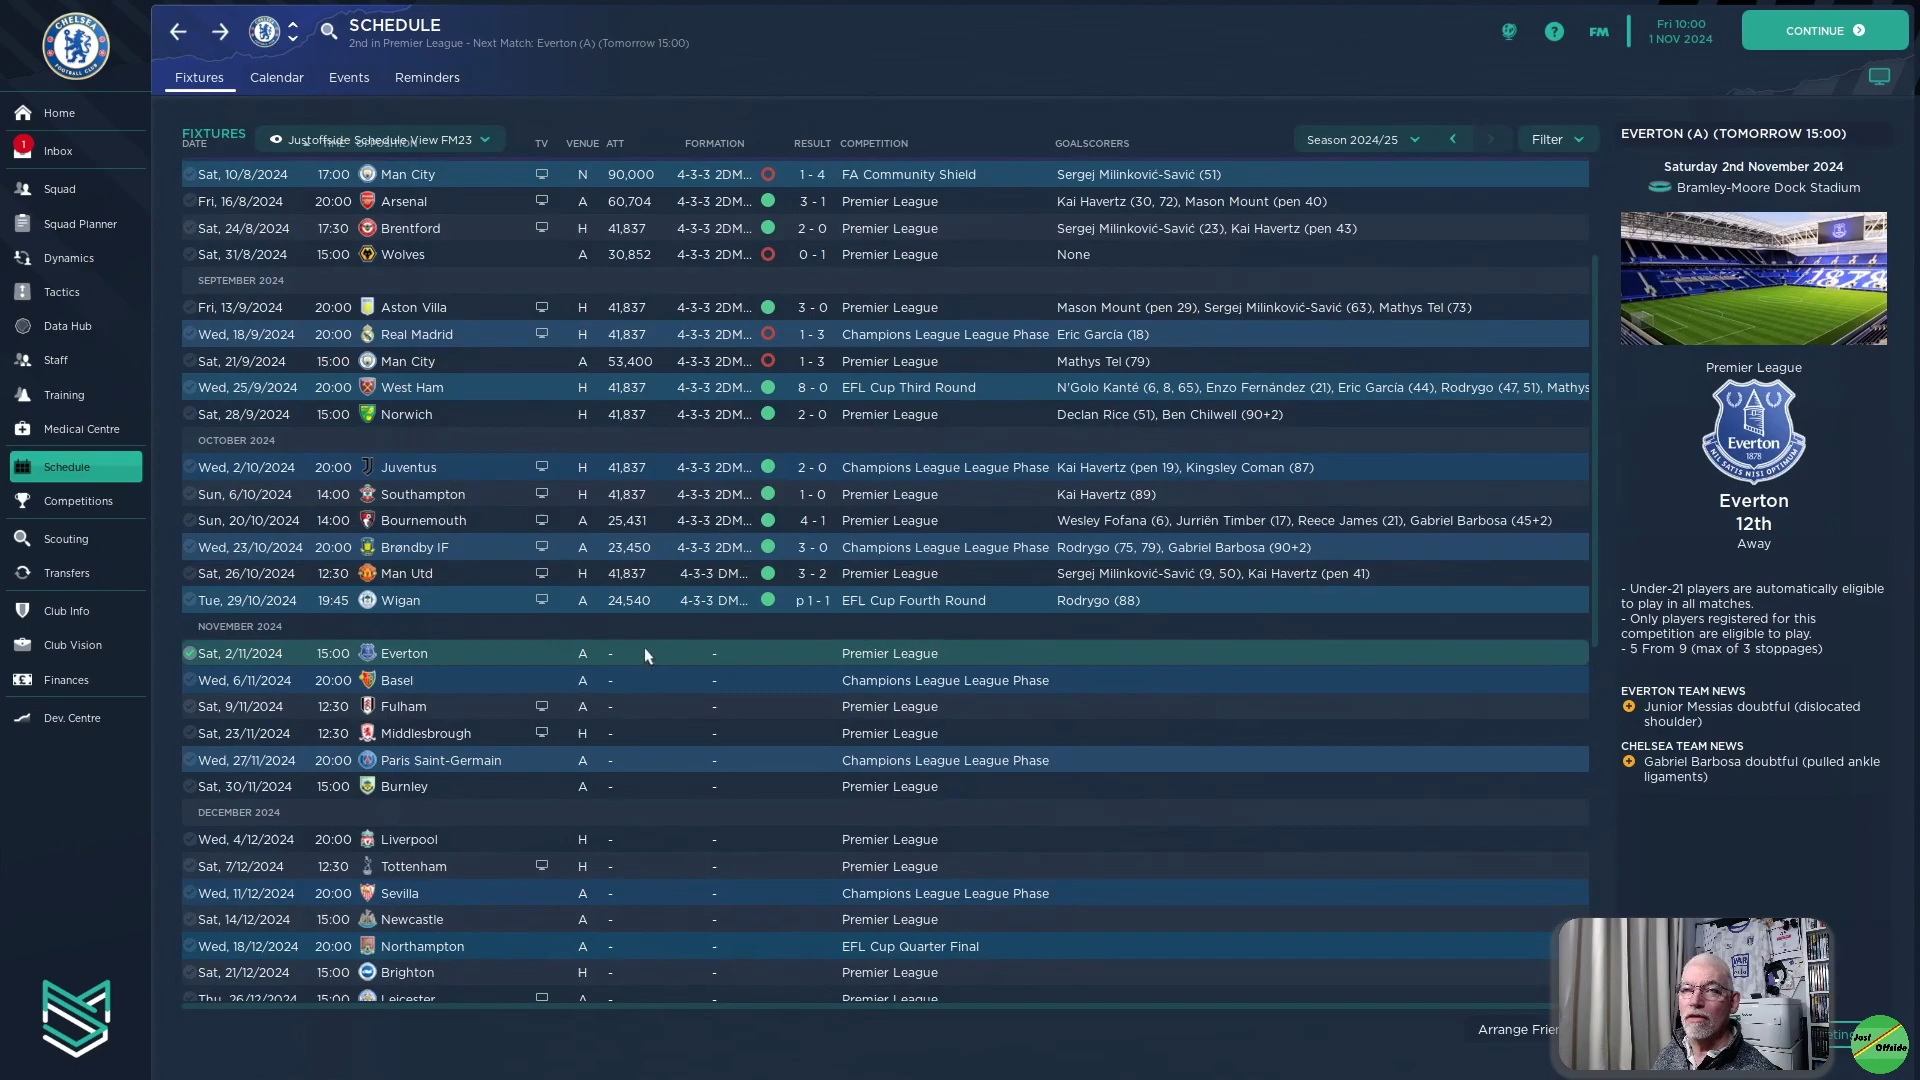 SCHEDULE
2nd in Premier League - Next Match: Everton (A) (Tomorrow 15:00)
FM
Fri 10:00
1 NOV 2024
CONTINUE
Fixtures Calendar Events Reminders
Home
1
Inbox
Squad
Squad Planner
Dynamics
Tactics
Data Hub
Staff
Training
Medical Centre
Schedule
Competitions
Scouting
Transfers
Club Info
Club Vision
Finances
Dev. Centre
FIXTURES
Justoffside Schedule View FM23
Season 2024/25
Filter
DATE TIME OPPOSITION TV VENUE ATT FORMATION RESULT COMPETITION GOALSCORERS
Sat, 10/8/2024 17:00 Man City N 90,000 4-3-3 2DM... 1 - 4 FA Community Shield Sergej Milinković-Savić (51)
Fri, 16/8/2024 20:00 Arsenal A 60,704 4-3-3 2DM... 3 - 1 Premier League Kai Havertz (30, 72), Mason Mount (pen 40)
Sat, 24/8/2024 17:30 Brentford H 41,837 4-3-3 2DM... 2 - 0 Premier League Sergej Milinković-Savić (23), Kai Havertz (pen 43)
Sat, 31/8/2024 15:00 Wolves A 30,852 4-3-3 2DM... 0 - 1 Premier League None
SEPTEMBER 2024
Fri, 13/9/2024 20:00 Aston Villa H 41,837 4-3-3 2DM... 3 - 0 Premier League Mason Mount (pen 29), Sergej Milinković-Savić (63), Mathys Tel (73)
Wed, 18/9/2024 20:00 Real Madrid H 41,837 4-3-3 2DM... 1 - 3 Champions League League Phase Eric García (18)
Sat, 21/9/2024 15:00 Man City A 53,400 4-3-3 2DM... 1 - 3 Premier League Mathys Tel (79)
Wed, 25/9/2024 20:00 West Ham H 41,837 4-3-3 2DM... 8 - 0 EFL Cup Third Round N'Golo Kanté (6, 8, 65), Enzo Fernández (21), Eric García (44), Rodrygo (47, 51), Mathys
Sat, 28/9/2024 15:00 Norwich H 41,837 4-3-3 2DM... 2 - 0 Premier League Declan Rice (51), Ben Chilwell (90+2)
OCTOBER 2024
Wed, 2/10/2024 20:00 Juventus H 41,837 4-3-3 2DM... 2 - 0 Champions League League Phase Kai Havertz (pen 19), Kingsley Coman (87)
Sun, 6/10/2024 14:00 Southampton H 41,837 4-3-3 2DM... 1 - 0 Premier League Kai Havertz (89)
Sun, 20/10/2024 14:00 Bournemouth A 25,431 4-3-3 2DM... 4 - 1 Premier League Wesley Fofana (6), Jurriën Timber (17), Reece James (21), Gabriel Barbosa (45+2)
Wed, 23/10/2024 20:00 Brøndby IF A 23,450 4-3-3 2DM... 3 - 0 Champions League League Phase Rodrygo (75, 79), Gabriel Barbosa (90+2)
Sat, 26/10/2024 12:30 Man Utd H 41,837 4-3-3 DM... 3 - 2 Premier League Sergej Milinković-Savić (9, 50), Kai Havertz (pen 41)
Tue, 29/10/2024 19:45 Wigan A 24,540 4-3-3 DM... p 1 - 1 EFL Cup Fourth Round Rodrygo (88)
NOVEMBER 2024
Sat, 2/11/2024 15:00 Everton A - - Premier League
Wed, 6/11/2024 20:00 Basel A - - Champions League League Phase
Sat, 9/11/2024 12:30 Fulham A - - Premier League
Sat, 23/11/2024 12:30 Middlesbrough H - - Premier League
Wed, 27/11/2024 20:00 Paris Saint-Germain A - - Champions League League Phase
Sat, 30/11/2024 15:00 Burnley A - - Premier League
DECEMBER 2024
Wed, 4/12/2024 20:00 Liverpool H - - Premier League
Sat, 7/12/2024 12:30 Tottenham H - - Premier League
Wed, 11/12/2024 20:00 Sevilla A - - Champions League League Phase
Sat, 14/12/2024 15:00 Newcastle A - - Premier League
Wed, 18/12/2024 20:00 Northampton A - - EFL Cup Quarter Final
Sat, 21/12/2024 15:00 Brighton H - - Premier League
Thu, 26/12/2024 15:00 Leicester A - - Premier League
Arrange Frie
EVERTON (A) (TOMORROW 15:00)
Saturday 2nd November 2024
Bramley-Moore Dock Stadium
Premier League
Everton
1878
NIL SATIS NISI OPTIMUM
Everton
12th
Away
- Under-21 players are automatically eligible
to play in all matches.
- Only players registered for this
competition are eligible to play.
- 5 From 9 (max of 3 stoppages)
EVERTON TEAM NEWS
Junior Messias doubtful (dislocated
shoulder)
CHELSEA TEAM NEWS
Gabriel Barbosa doubtful (pulled ankle
ligaments)
Just
Offside